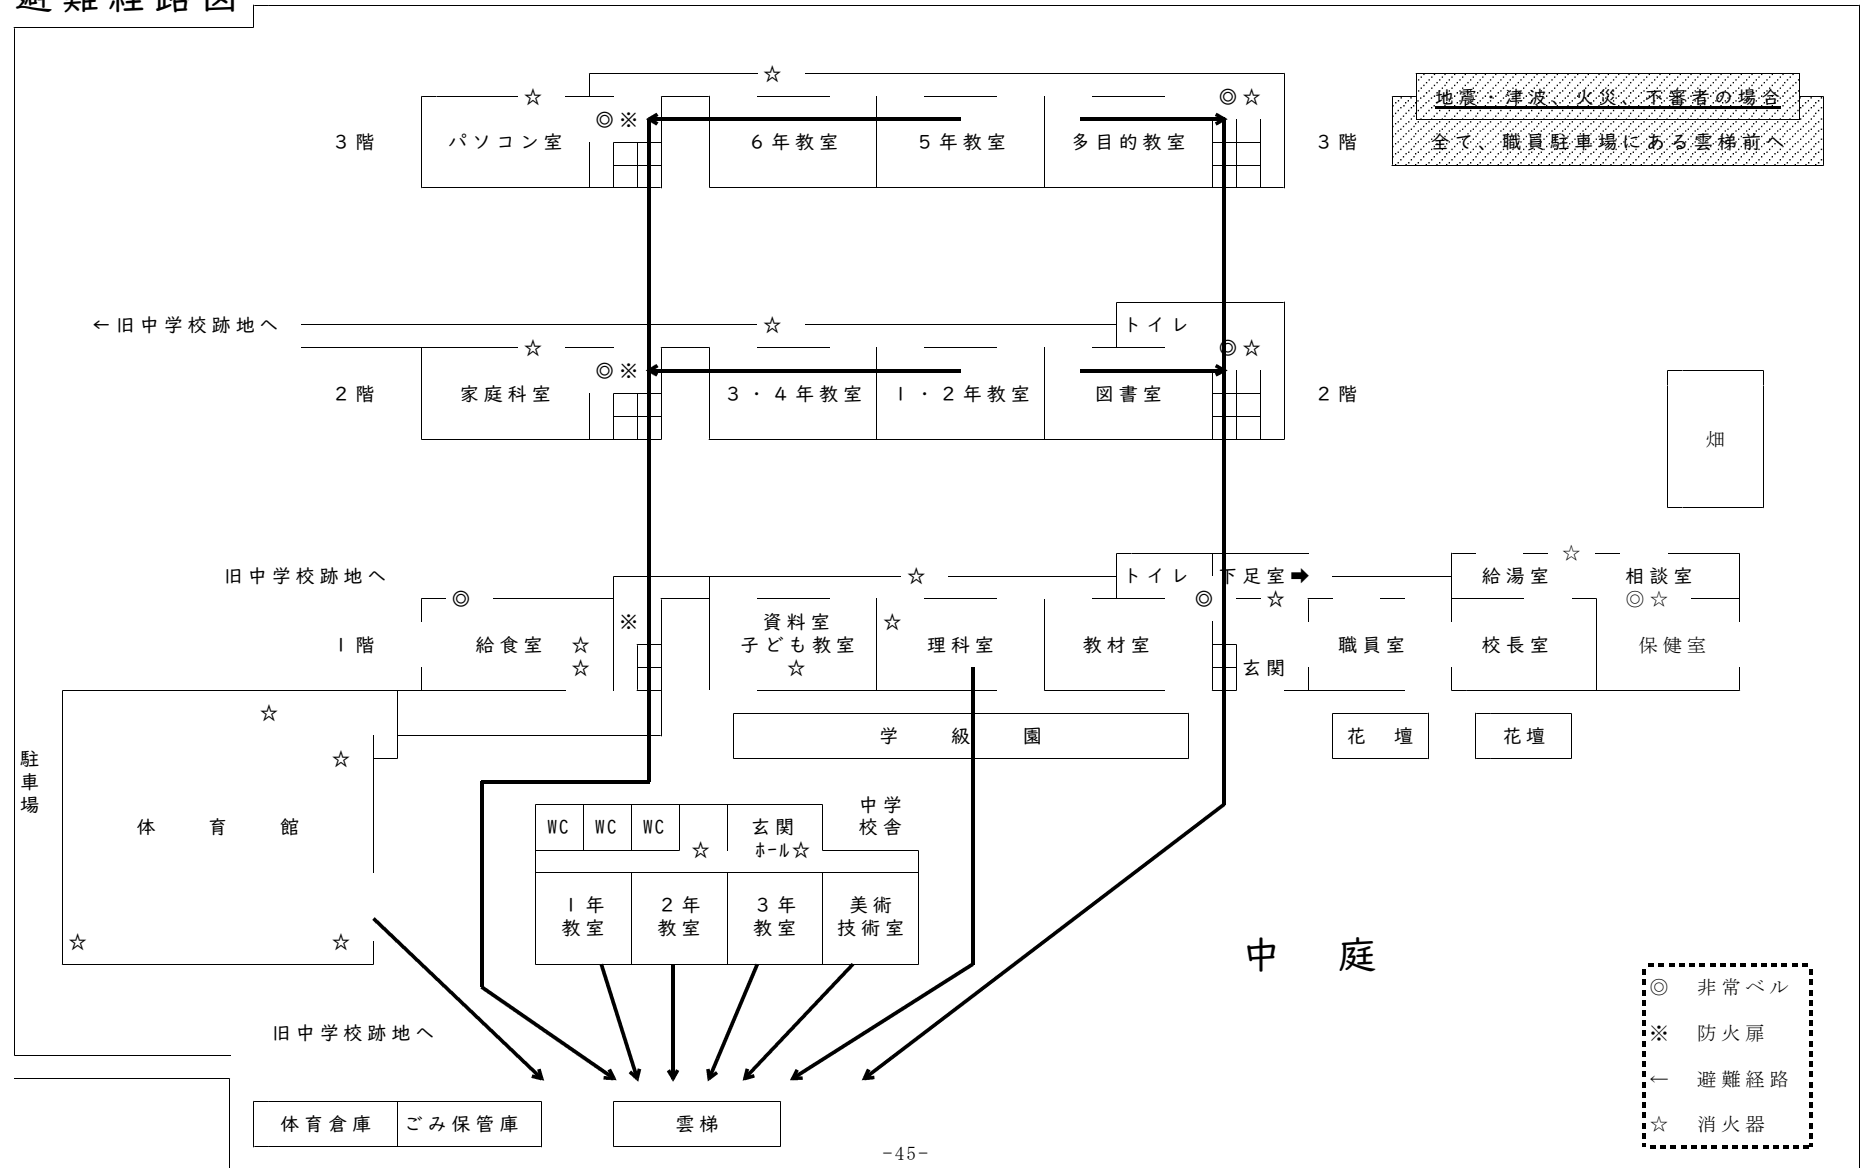 避難経路図
☆
☆
◎☆
地震・津波、火災、不審者の場合
◎※
3階
パソコン室
6年教室
5年教室
多目的教室
3階
全て、職員駐車場にある雲梯前へ
←旧中学校跡地へ
☆
トイレ
☆
◎☆
◎※
2階
家庭科室
3・4年教室
1・2年教室
図書室
2階
畑
☆
旧中学校跡地へ
☆
トイレ
下足室➡
給湯室
相談室
◎
◎
☆
◎☆
※
資料室
☆
1階
給食室
☆
子ども教室
理科室
教材室
職員室
校長室
保健室
☆
☆
玄関
☆
学級園
花壇
花壇
☆
駐車場
体育館
WC
WC
WC
玄関
中学
校舎
☆
ホール☆
1年
教室
2年
教室
3年
教室
美術
技術室
☆
☆
中庭
◎ 非常ベル
※ 防火扉
← 避難経路
☆ 消火器
旧中学校跡地へ
体育倉庫
ごみ保管庫
雲梯
-45-